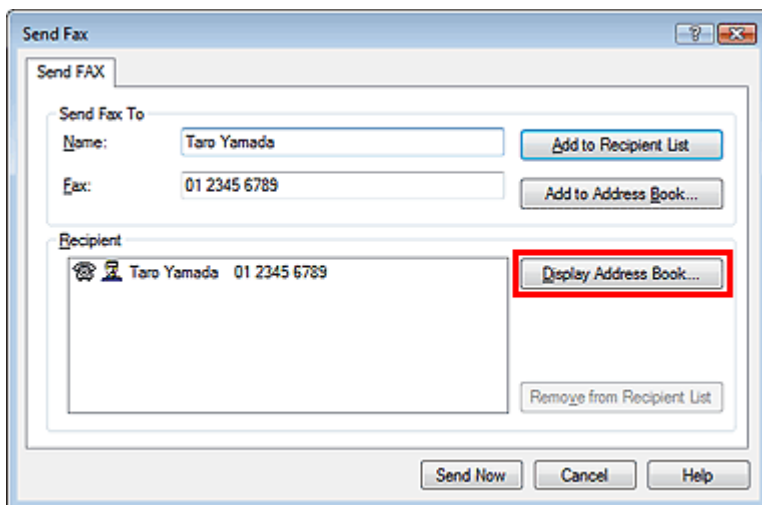 Send Fax
Send FAX
Send Fax To
Name: Taro Yamada Add to Recipient List
Fax: 01 2345 6789 Add to Address Book...
Recipient
Taro Yamada 01 2345 6789 Display Address Book...
Remove from Recipient List
Send Now Cancel Help